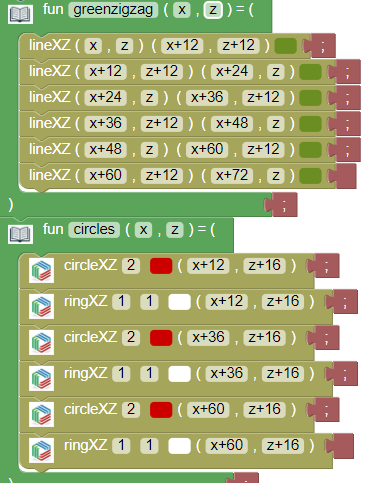 fun greenzigzag ( x , z ) = (
lineXZ ( x , z ) ( x+12 , z+12 ) ;
lineXZ ( x+12 , z+12 ) ( x+24 , z ) ;
lineXZ ( x+24 , z ) ( x+36 , z+12 ) ;
lineXZ ( x+36 , z+12 ) ( x+48 , z ) ;
lineXZ ( x+48 , z ) ( x+60 , z+12 ) ;
lineXZ ( x+60 , z+12 ) ( x+72 , z )
) ;
fun circles ( x , z ) = (
circleXZ 2 ( x+12 , z+16 ) ;
ringXZ 1 1 ( x+12 , z+16 ) ;
circleXZ 2 ( x+36 , z+16 ) ;
ringXZ 1 1 ( x+36 , z+16 ) ;
circleXZ 2 ( x+60 , z+16 ) ;
ringXZ 1 1 ( x+60 , z+16 )